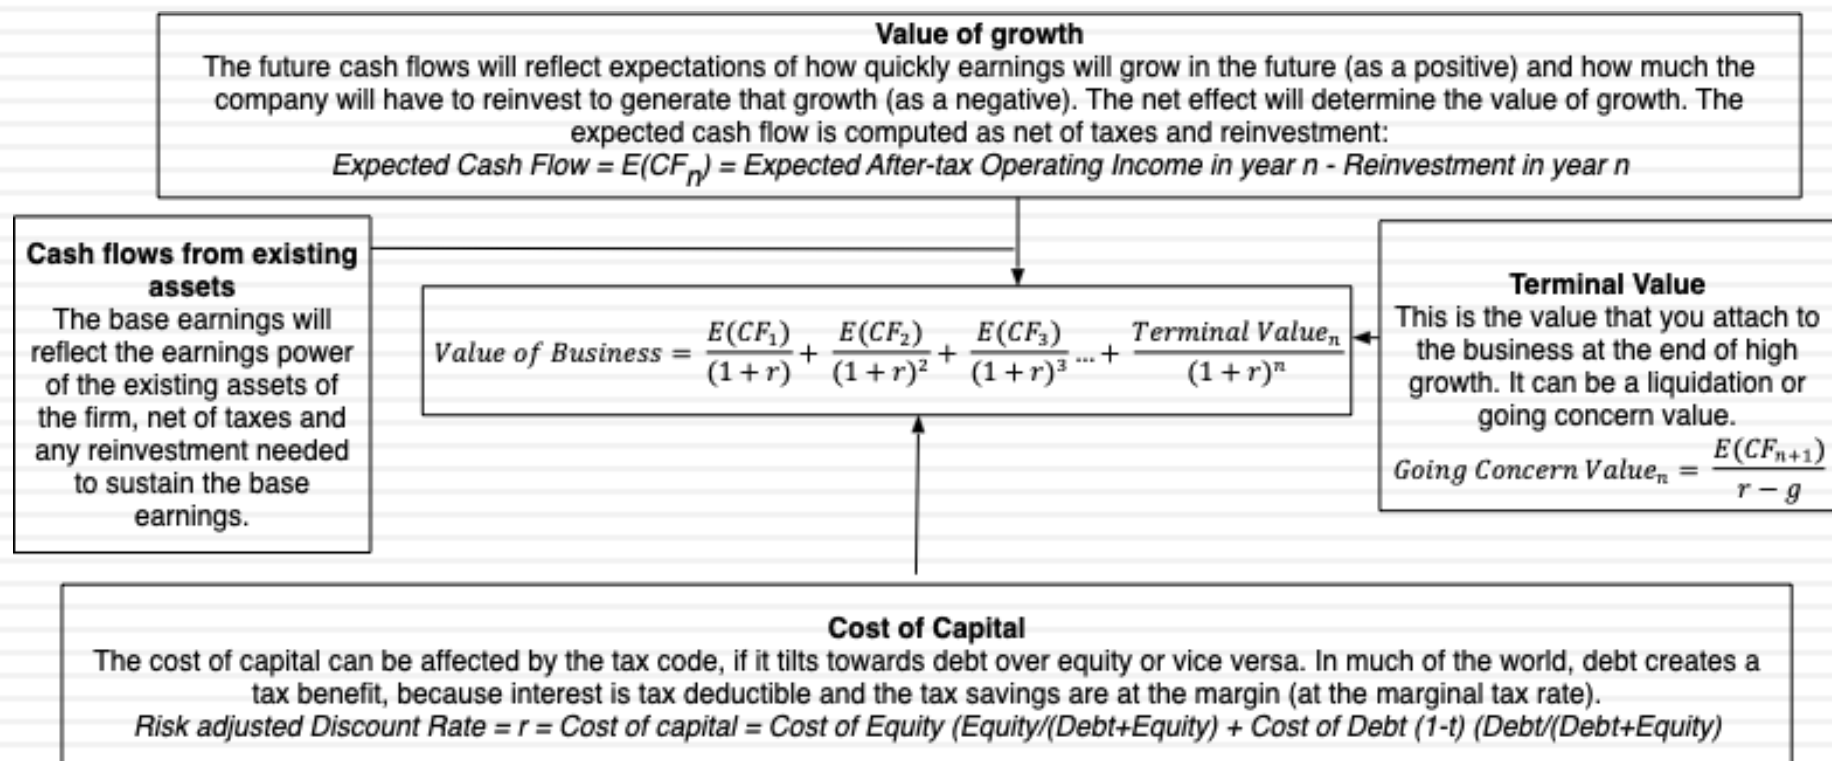 Value of growth
The future cash flows will reflect expectations of how quickly earnings will grow in the future (as a positive) and how much the
company will have to reinvest to generate that growth (as a negative). The net effect will determine the value of growth. The
expected cash flow is computed as net of taxes and reinvestment:
Expected Cash Flow = E(CFₙ) = Expected After-tax Operating Income in year n - Reinvestment in year n
Cash flows from existing
assets
The base earnings will
reflect the earnings power
of the existing assets of
the firm, net of taxes and
any reinvestment needed
to sustain the base
earnings.
Value of Business = E(CF₁)/(1 + r) + E(CF₂)/(1 + r)² + E(CF₃)/(1 + r)³ ... + Terminal Valueₙ/(1 + r)ⁿ
Terminal Value
This is the value that you attach to
the business at the end of high
growth. It can be a liquidation or
going concern value.
Going Concern Valueₙ = E(CFₙ₊₁)/r − g
Cost of Capital
The cost of capital can be affected by the tax code, if it tilts towards debt over equity or vice versa. In much of the world, debt creates a
tax benefit, because interest is tax deductible and the tax savings are at the margin (at the marginal tax rate).
Risk adjusted Discount Rate = r = Cost of capital = Cost of Equity (Equity/(Debt+Equity) + Cost of Debt (1-t) (Debt/(Debt+Equity)